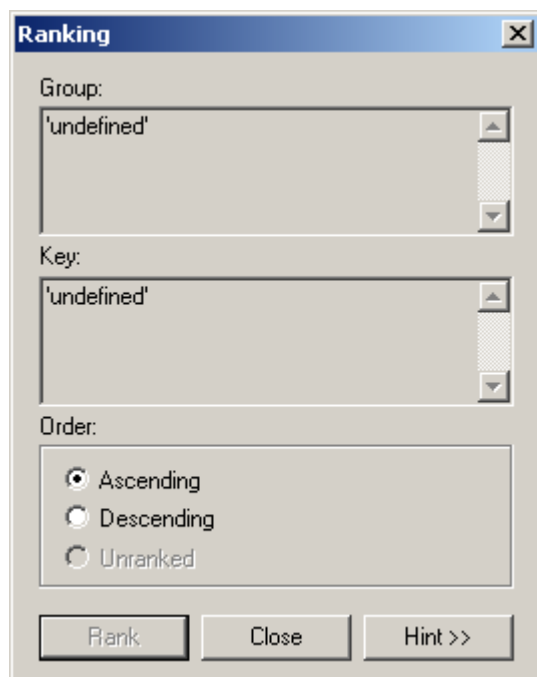 Ranking
Group:
'undefined'
Key:
'undefined'
Order:
Ascending
Descending
Unranked
Rank
Close
Hint >>